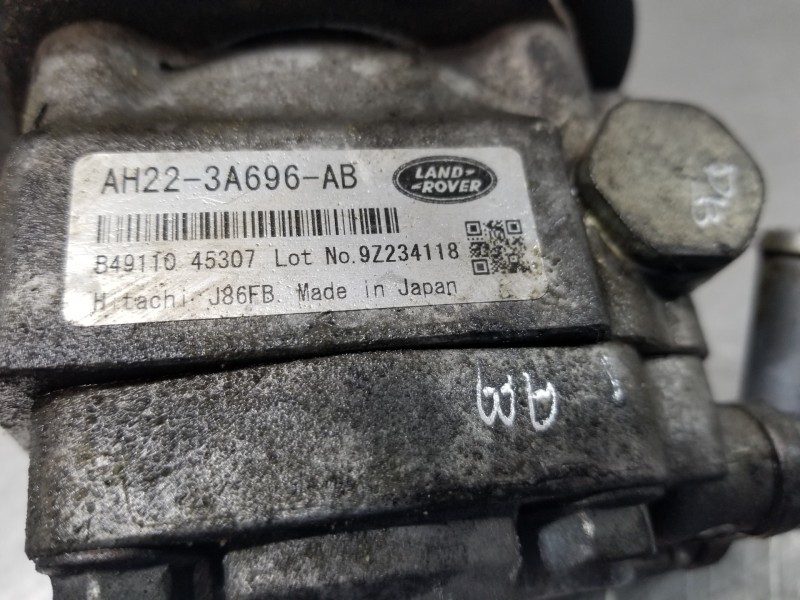 AH22-3A696-AB
LAND
ROVER
B49110 45307 Lot No.9Z234118
Hitachi J86FB. Made in Japan